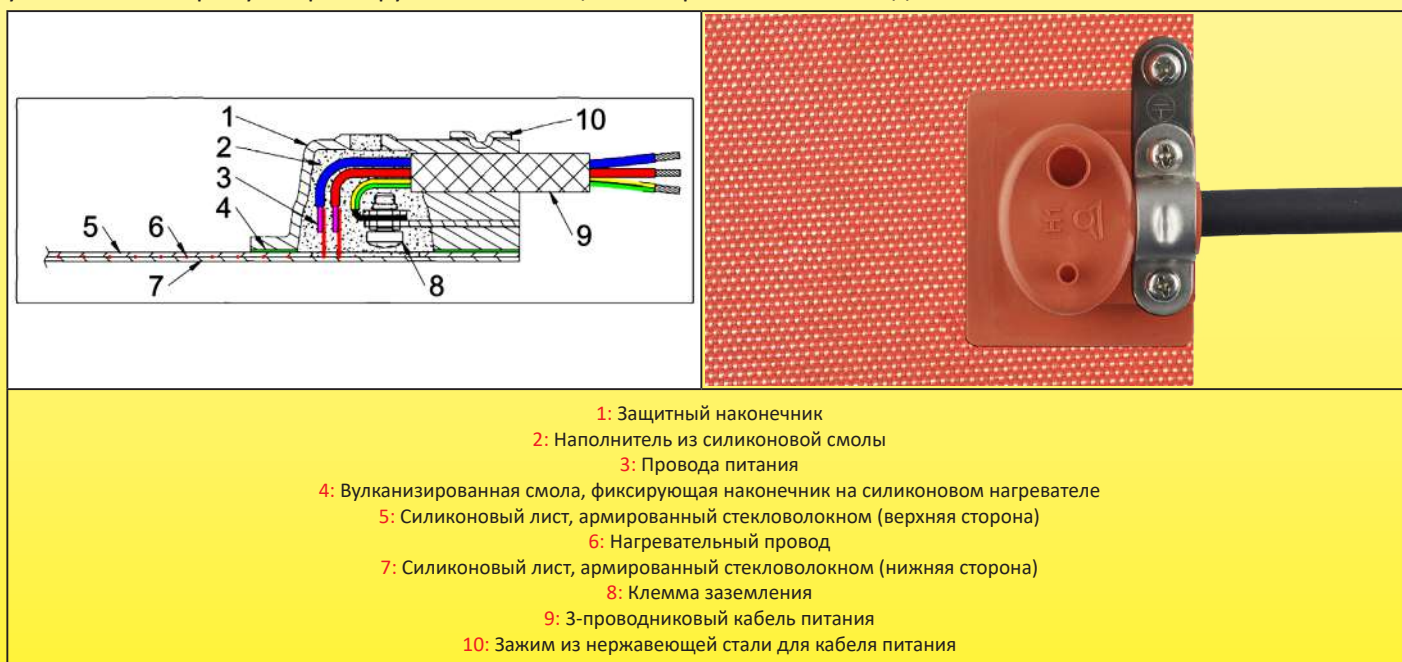 1
2
3
4
5
6
7
8
9
10
H1
1: Защитный наконечник
2: Наполнитель из силиконовой смолы
3: Провода питания
4: Вулканизированная смола, фиксирующая наконечник на силиконовом нагревателе
5: Силиконовый лист, армированный стекловолокном (верхняя сторона)
6: Нагревательный провод
7: Силиконовый лист, армированный стекловолокном (нижняя сторона)
8: Клемма заземления
9: 3-проводниковый кабель питания
10: Зажим из нержавеющей стали для кабеля питания